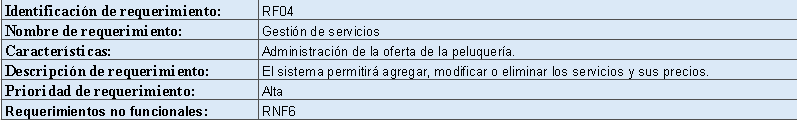 Identificación de requerimiento: RF04
Nombre de requerimiento: Gestión de servicios
Características: Administración de la oferta de la peluquería.
Descripción de requerimiento: El sistema permitirá agregar, modificar o eliminar los servicios y sus precios.
Prioridad de requerimiento: Alta
Requerimientos no funcionales: RNF6